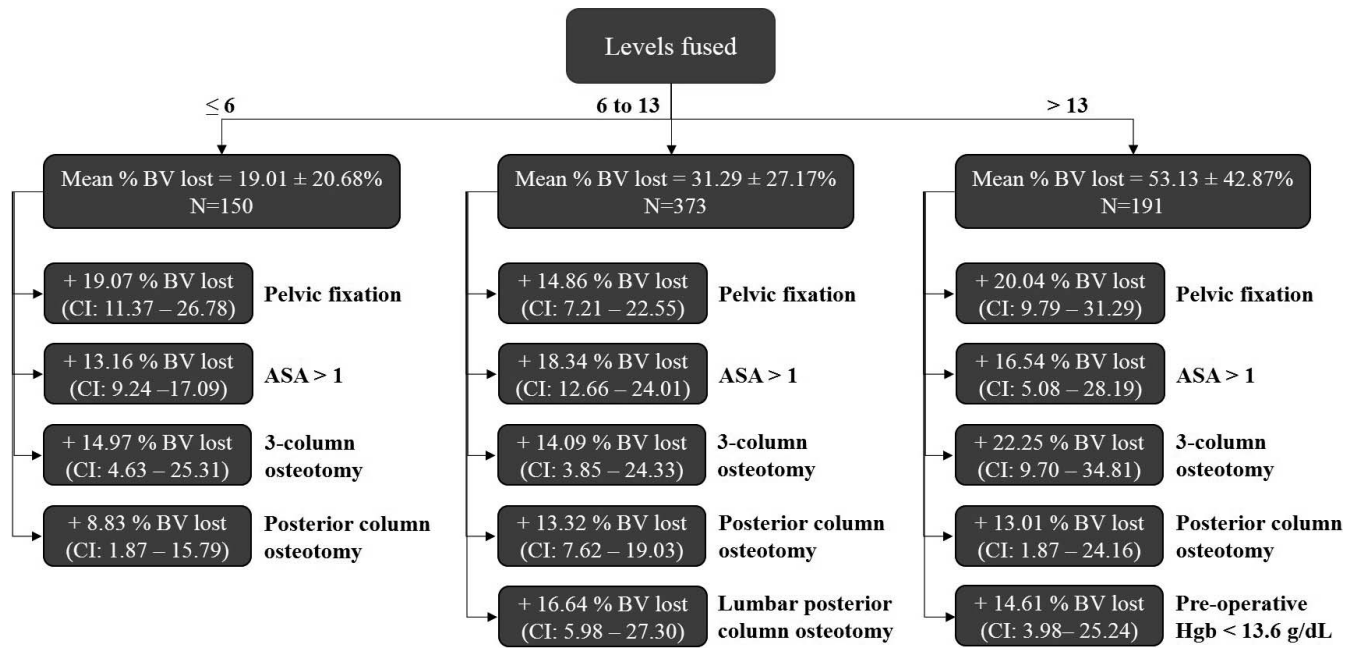 Levels fused
≤ 6
6 to 13
> 13
Mean % BV lost = 19.01 ± 20.68%
N=150
Mean % BV lost = 31.29 ± 27.17%
N=373
Mean % BV lost = 53.13 ± 42.87%
N=191
+ 19.07 % BV lost
(CI: 11.37 – 26.78)
Pelvic fixation
+ 14.86 % BV lost
(CI: 7.21 – 22.55)
Pelvic fixation
+ 20.04 % BV lost
(CI: 9.79 – 31.29)
Pelvic fixation
+ 13.16 % BV lost
(CI: 9.24 –17.09)
ASA > 1
+ 18.34 % BV lost
(CI: 12.66 – 24.01)
ASA > 1
+ 16.54 % BV lost
(CI: 5.08 – 28.19)
ASA > 1
+ 14.97 % BV lost
(CI: 4.63 – 25.31)
3-column
osteotomy
+ 14.09 % BV lost
(CI: 3.85 – 24.33)
3-column
osteotomy
+ 22.25 % BV lost
(CI: 9.70 – 34.81)
3-column
osteotomy
+ 8.83 % BV lost
(CI: 1.87 – 15.79)
Posterior column
osteotomy
+ 13.32 % BV lost
(CI: 7.62 – 19.03)
Posterior column
osteotomy
+ 13.01 % BV lost
(CI: 1.87 – 24.16)
Posterior column
osteotomy
+ 16.64 % BV lost
(CI: 5.98 – 27.30)
Lumbar posterior
column osteotomy
+ 14.61 % BV lost
(CI: 3.98– 25.24)
Pre-operative
Hgb < 13.6 g/dL